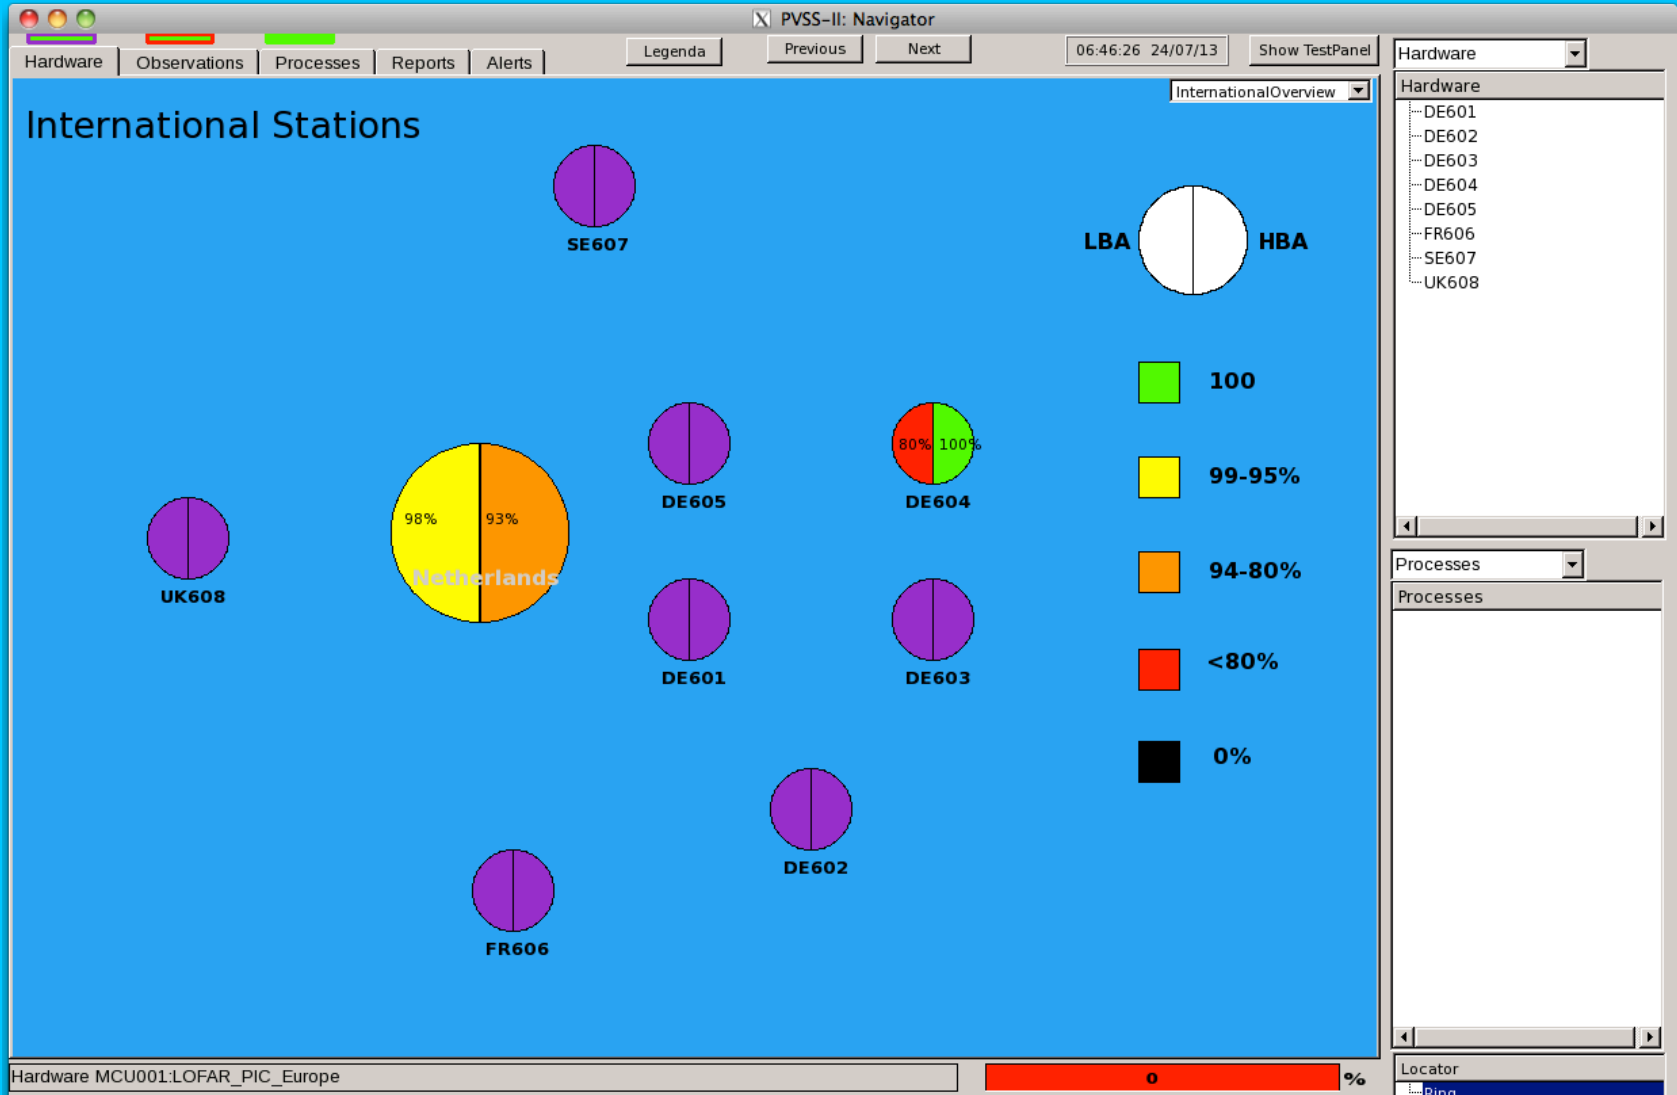 PVSS-II: Navigator
Hardware
Observations
Processes
Reports
Alerts
Legenda
Previous
Next
06:46:26 24/07/13
Show TestPanel
Hardware
InternationalOverview
International Stations
SE607
LBA
HBA
100
99-95%
94-80%
<80%
0%
DE605
80%
100%
DE604
98%
93%
Netherlands
UK608
DE601
DE603
DE602
FR606
Hardware
DE601
DE602
DE603
DE604
DE605
FR606
SE607
UK608
Processes
Processes
Hardware MCU001:LOFAR_PIC_Europe
0
%
Locator
Ring